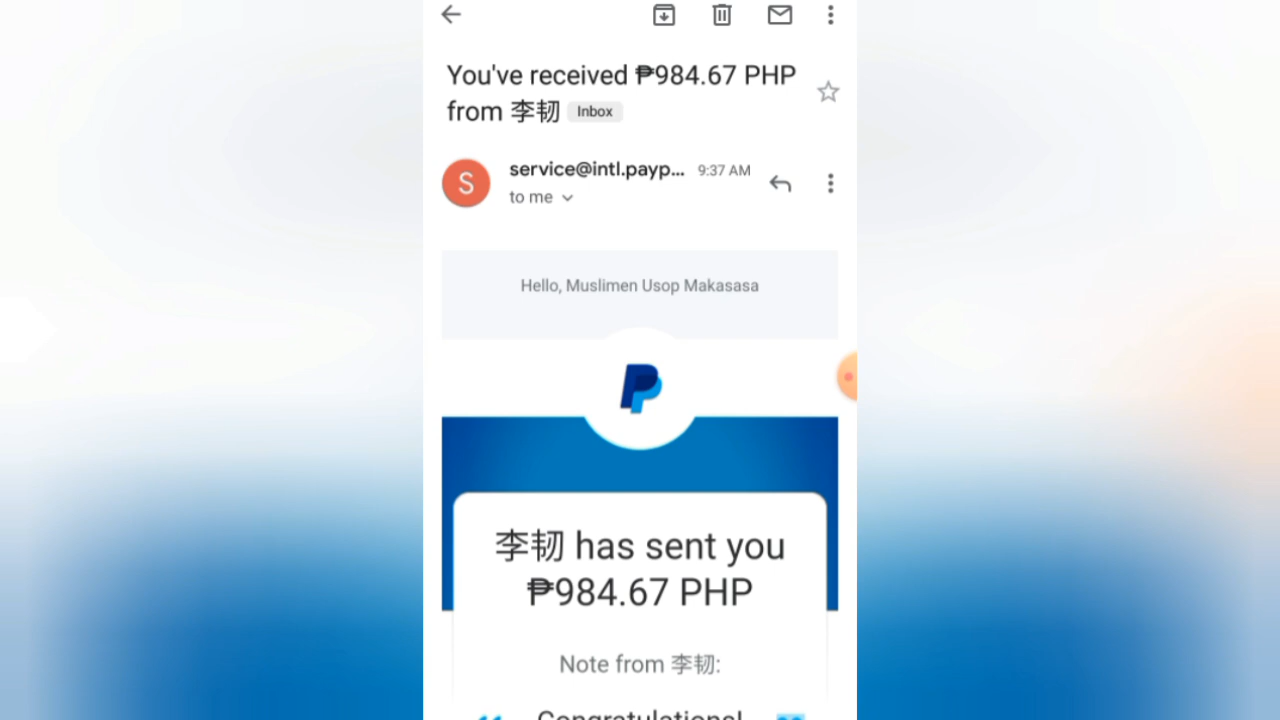 You've received ₱984.67 PHP
from 李韧 Inbox
S
service@intl.payp... 9:37 AM
to me
Hello, Muslimen Usop Makasasa
李韧 has sent you
₱984.67 PHP
Note from 李韧:
Congratulations!